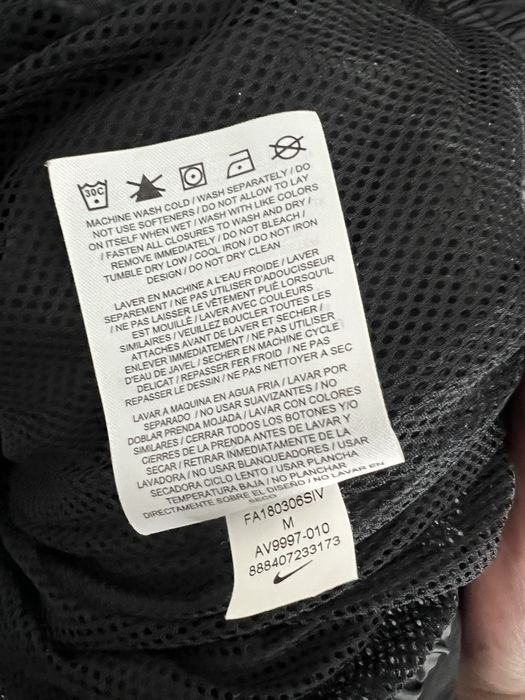 30C
MACHINE WASH COLD / WASH SEPARATELY / DO
NOT USE SOFTENERS / DO NOT ALLOW TO LAY
ON ITSELF WHEN WET / WASH WITH LIKE COLORS
/ FASTEN ALL CLOSURES TO WASH AND DRY /
REMOVE IMMEDIATELY / DO NOT BLEACH /
TUMBLE DRY LOW / COOL IRON / DO NOT IRON
DESIGN / DO NOT DRY CLEAN
LAVER EN MACHINE A L'EAU FROIDE / LAVER
SEPAREMENT / NE PAS UTILISER D'ADOUCISSEUR
/ NE PAS LAISSER LE VÊTEMENT PLIÉ LORSQU'IL
EST MOUILLÉ / LAVER AVEC COULEURS
SIMILAIRES / VEUILLEZ BOUCLER TOUTES LES
ATTACHES AVANT DE LAVER ET SECHER /
ENLEVER IMMEDIATEMENT / NE PAS UTILISER
D'EAU DE JAVEL / SECHER EN MACHINE CYCLE
DELICAT / REPASSER FER FROID / NE PAS
REPASSER LE DESSIN / NE PAS NETTOYER A SEC
LAVAR A MAQUINA EN AGUA FRIA / LAVAR POR
SEPARADO / NO USAR SUAVIZANTES / NO
DOBLAR PRENDA MOJADA / LAVAR CON COLORES
SIMILARES / CERRAR TODOS LOS BOTONES Y/O
CIERRES DE LA PRENDA ANTES DE LAVAR Y
SECAR / RETIRAR INMEDIATAMENTE DE LA
LAVADORA / NO USAR BLANQUEADORES / USAR
SECADORA CICLO LENTO / USAR PLANCHA
TEMPERATURA BAJA / NO PLANCHAR
DIRECTAMENTE SOBRE EL DISEÑO / NO LAVAR EN
SECO
FA180306SIV
M
AV9997-010
888407233173